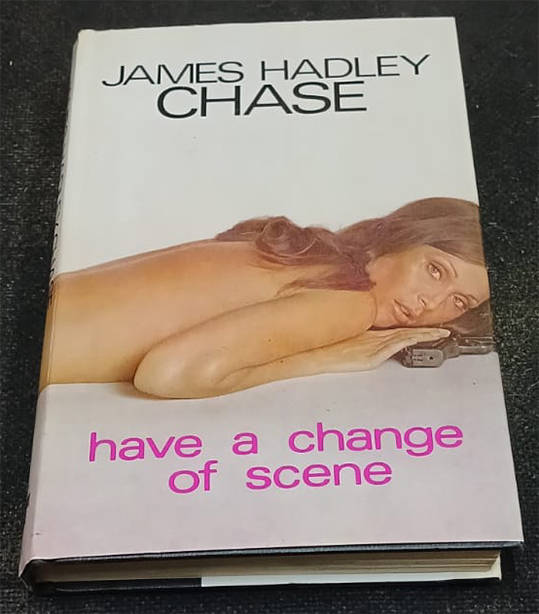 JAMES HADLEY
CHASE
have a change
of scene